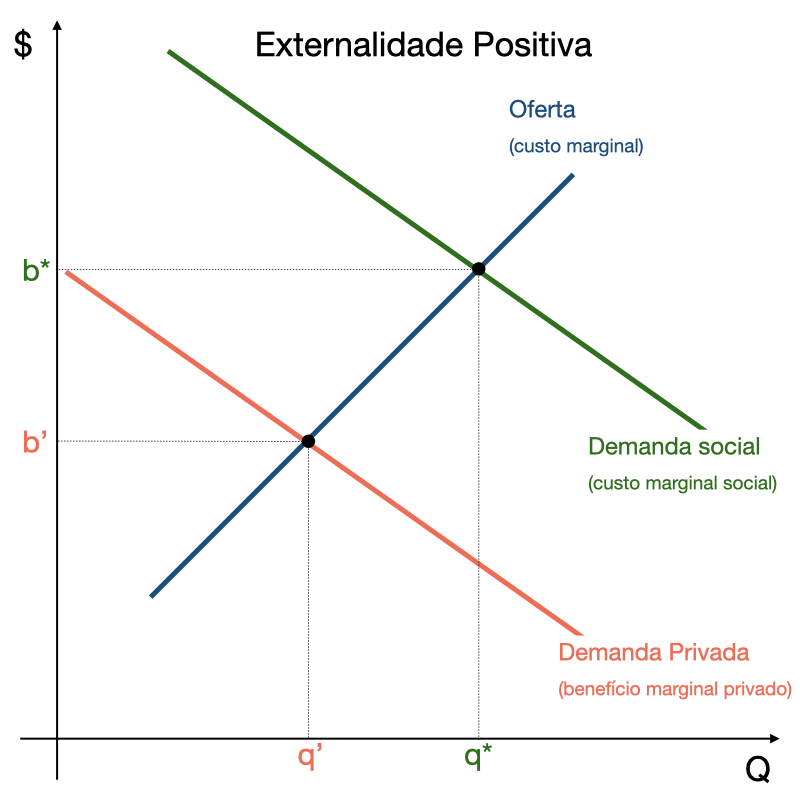 $
Externalidade Positiva
Oferta
(custo marginal)
b*
b’
Demanda social
(custo marginal social)
Demanda Privada
(benefício marginal privado)
q’
q*
Q